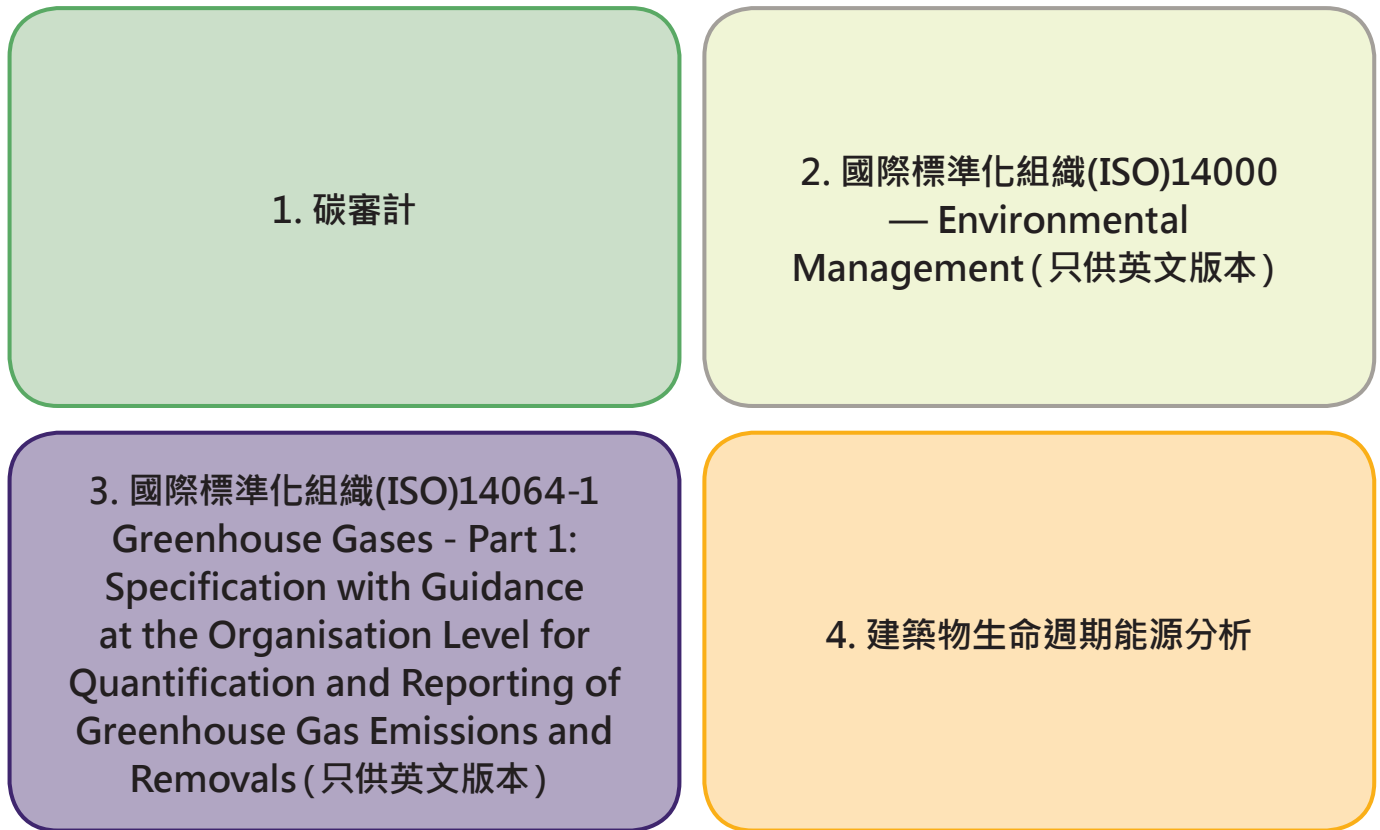 1. 碳審計
2. 國際標準化組織(ISO)14000
— Environmental
Management(只供英文版本)
3. 國際標準化組織(ISO)14064-1
Greenhouse Gases - Part 1:
Specification with Guidance
at the Organisation Level for
Quantification and Reporting of
Greenhouse Gas Emissions and
Removals(只供英文版本)
4. 建築物生命週期能源分析